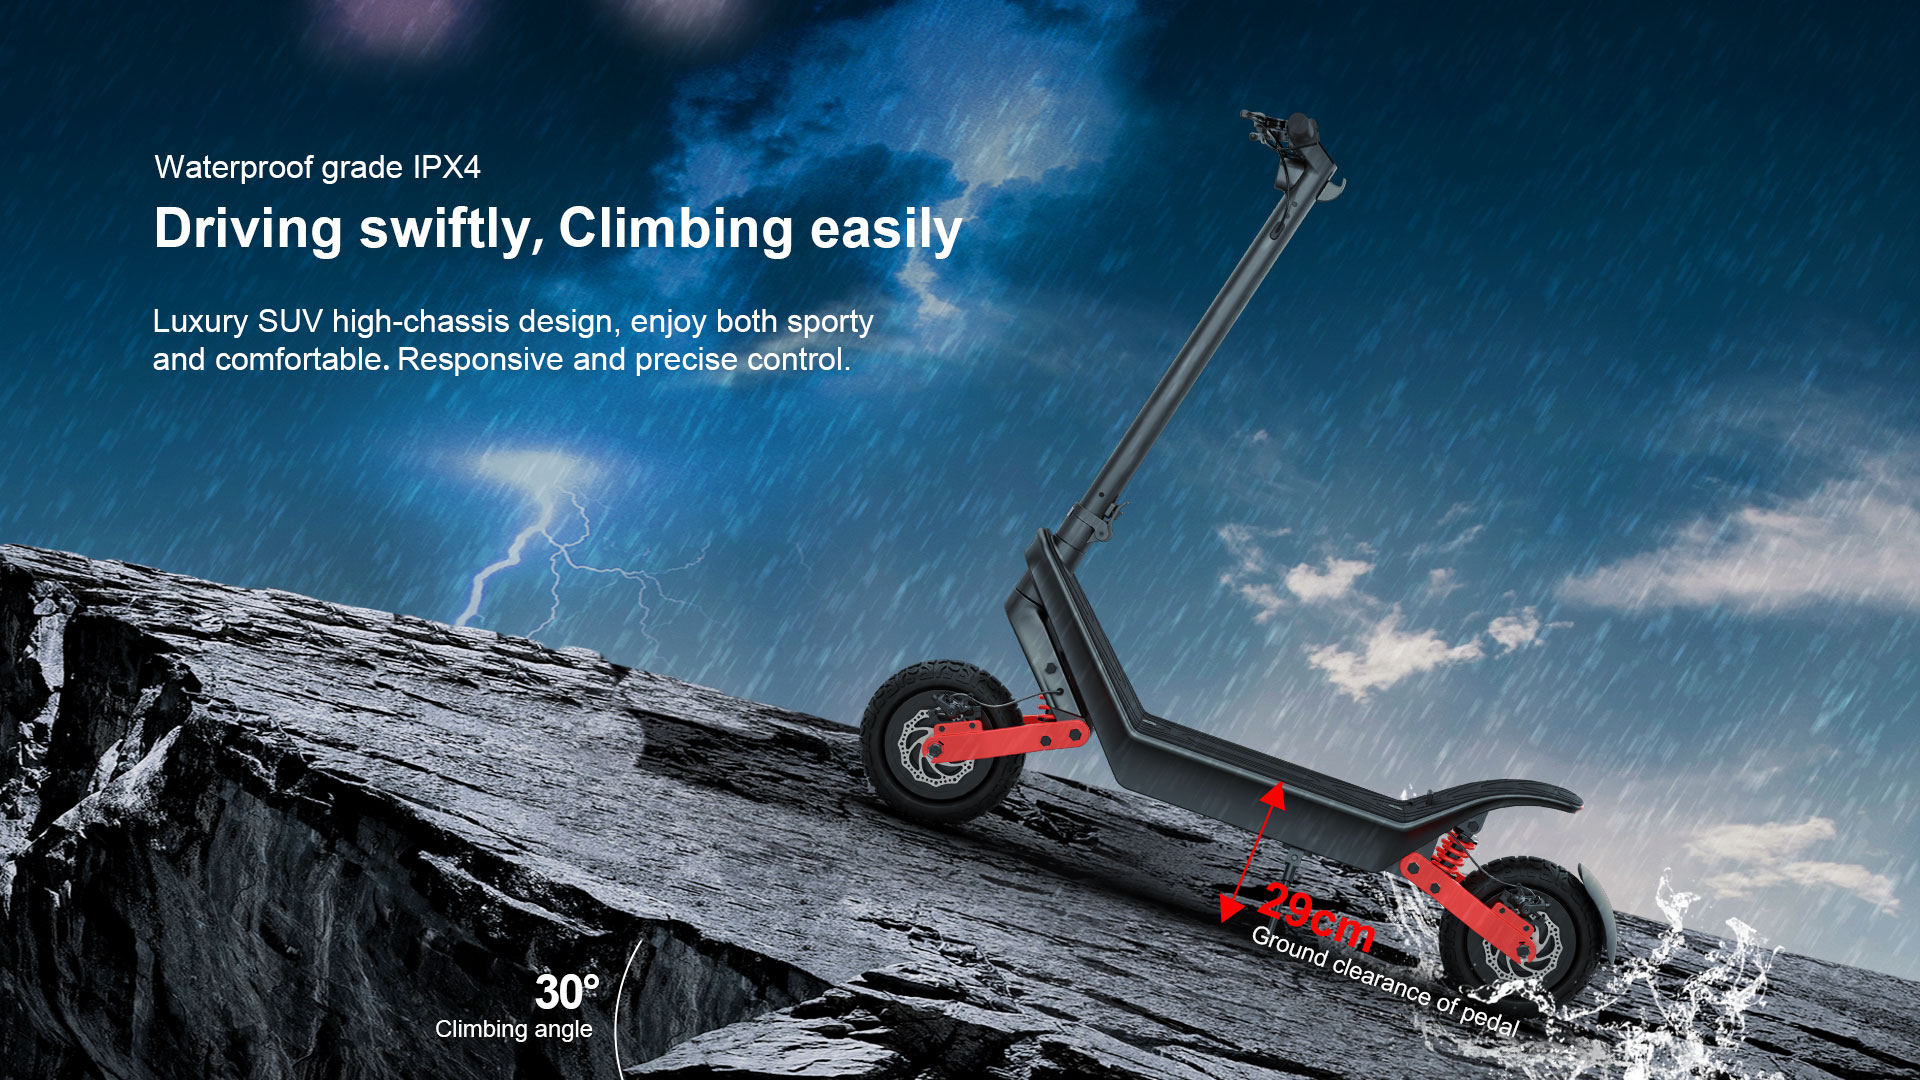 Waterproof grade IPX4
Driving swiftly, Climbing easily
Luxury SUV high-chassis design, enjoy both sporty
and comfortable. Responsive and precise control.
29cm
Ground clearance of pedal
30°
Climbing angle